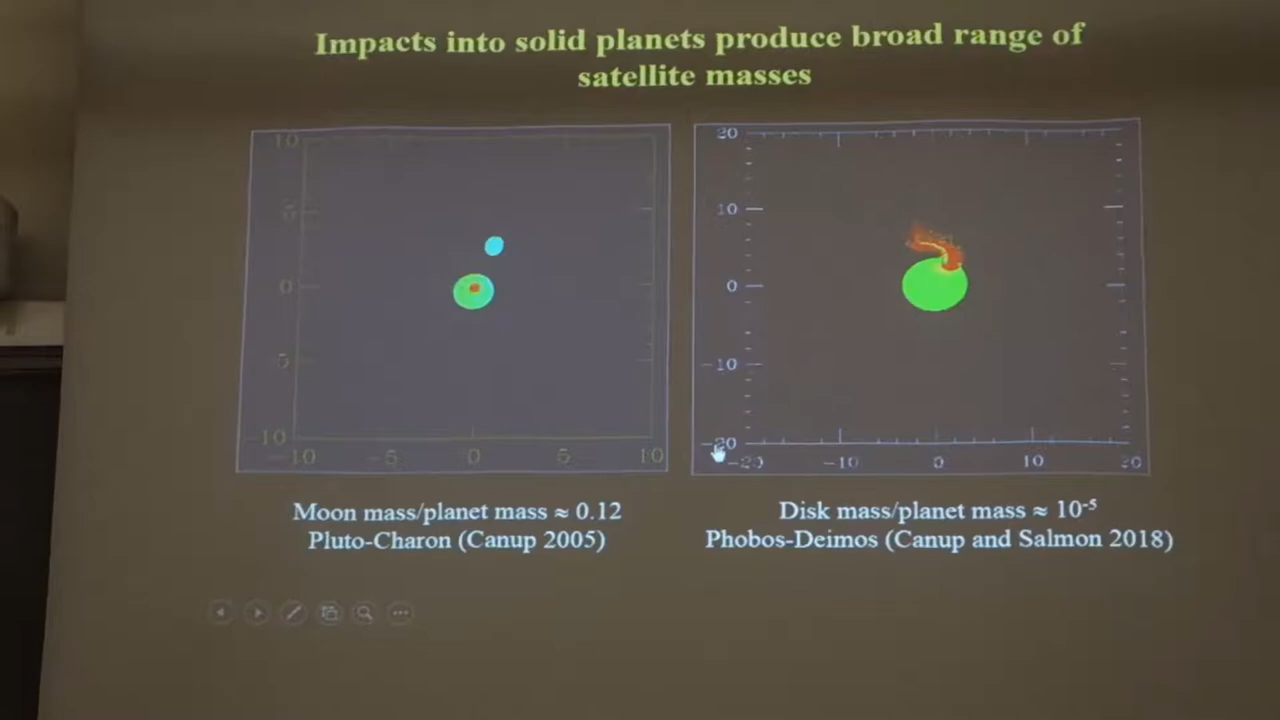 Impacts into solid planets produce broad range of
satellite masses
10
5
0
-5
-10
-10 -5 0 5 10
20
10
0
-10
-20
-20 -10 0 10 20
Moon mass/planet mass ≈ 0.12
Pluto-Charon (Canup 2005)
Disk mass/planet mass ≈ 10⁻⁵
Phobos-Deimos (Canup and Salmon 2018)